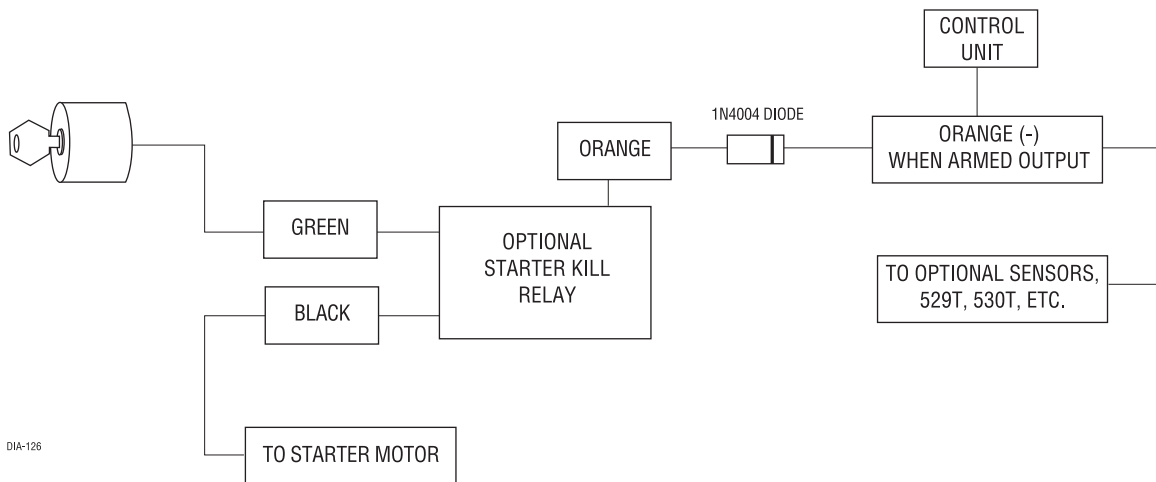 CONTROL
UNIT
1N4004 DIODE
ORANGE
ORANGE (-)
WHEN ARMED OUTPUT
GREEN
OPTIONAL
STARTER KILL
RELAY
TO OPTIONAL SENSORS,
529T, 530T, ETC.
BLACK
DIA-126
TO STARTER MOTOR